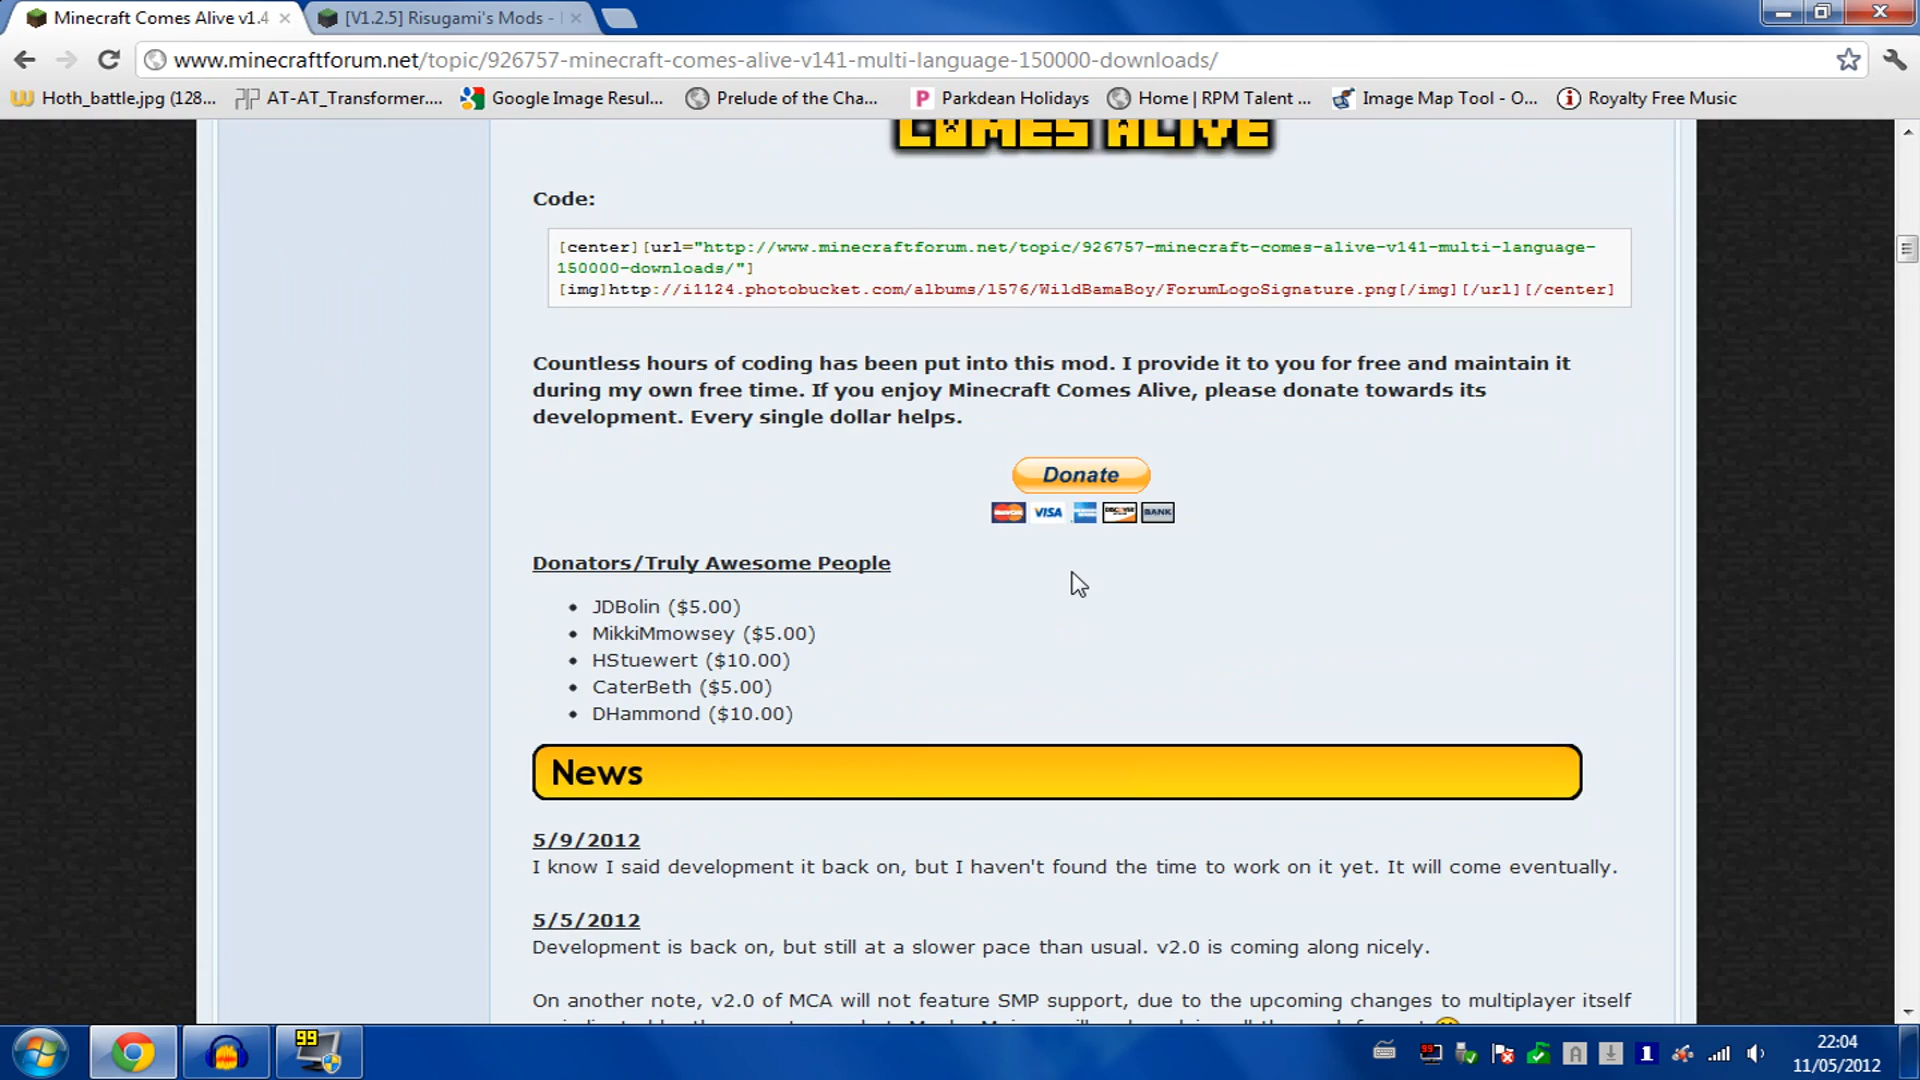 Minecraft Comes Alive v1.4
[V1.2.5] Risugami's Mods -
www.minecraftforum.net/topic/926757-minecraft-comes-alive-v141-multi-language-150000-downloads/
Hoth_battle.jpg (128...
AT-AT_Transformer....
Google Image Resul...
Prelude of the Cha...
Parkdean Holidays
Home | RPM Talent ...
Image Map Tool - O...
Royalty Free Music
COMES ALIVE
Code:
[center][url="http://www.minecraftforum.net/topic/926757-minecraft-comes-alive-v141-multi-language-
150000-downloads/"]
[img]http://i1124.photobucket.com/albums/l576/WildBamaBoy/ForumLogoSignature.png[/img][/url][/center]
Countless hours of coding has been put into this mod. I provide it to you for free and maintain it
during my own free time. If you enjoy Minecraft Comes Alive, please donate towards its
development. Every single dollar helps.
Donate
VISA
DISCOVER
BANK
Donators/Truly Awesome People
JDBolin ($5.00)
MikkiMmowsey ($5.00)
HStuewert ($10.00)
CaterBeth ($5.00)
DHammond ($10.00)
News
5/9/2012
I know I said development it back on, but I haven't found the time to work on it yet. It will come eventually.
5/5/2012
Development is back on, but still at a slower pace than usual. v2.0 is coming along nicely.
On another note, v2.0 of MCA will not feature SMP support, due to the upcoming changes to multiplayer itself
99
99
A
1
22:04
11/05/2012